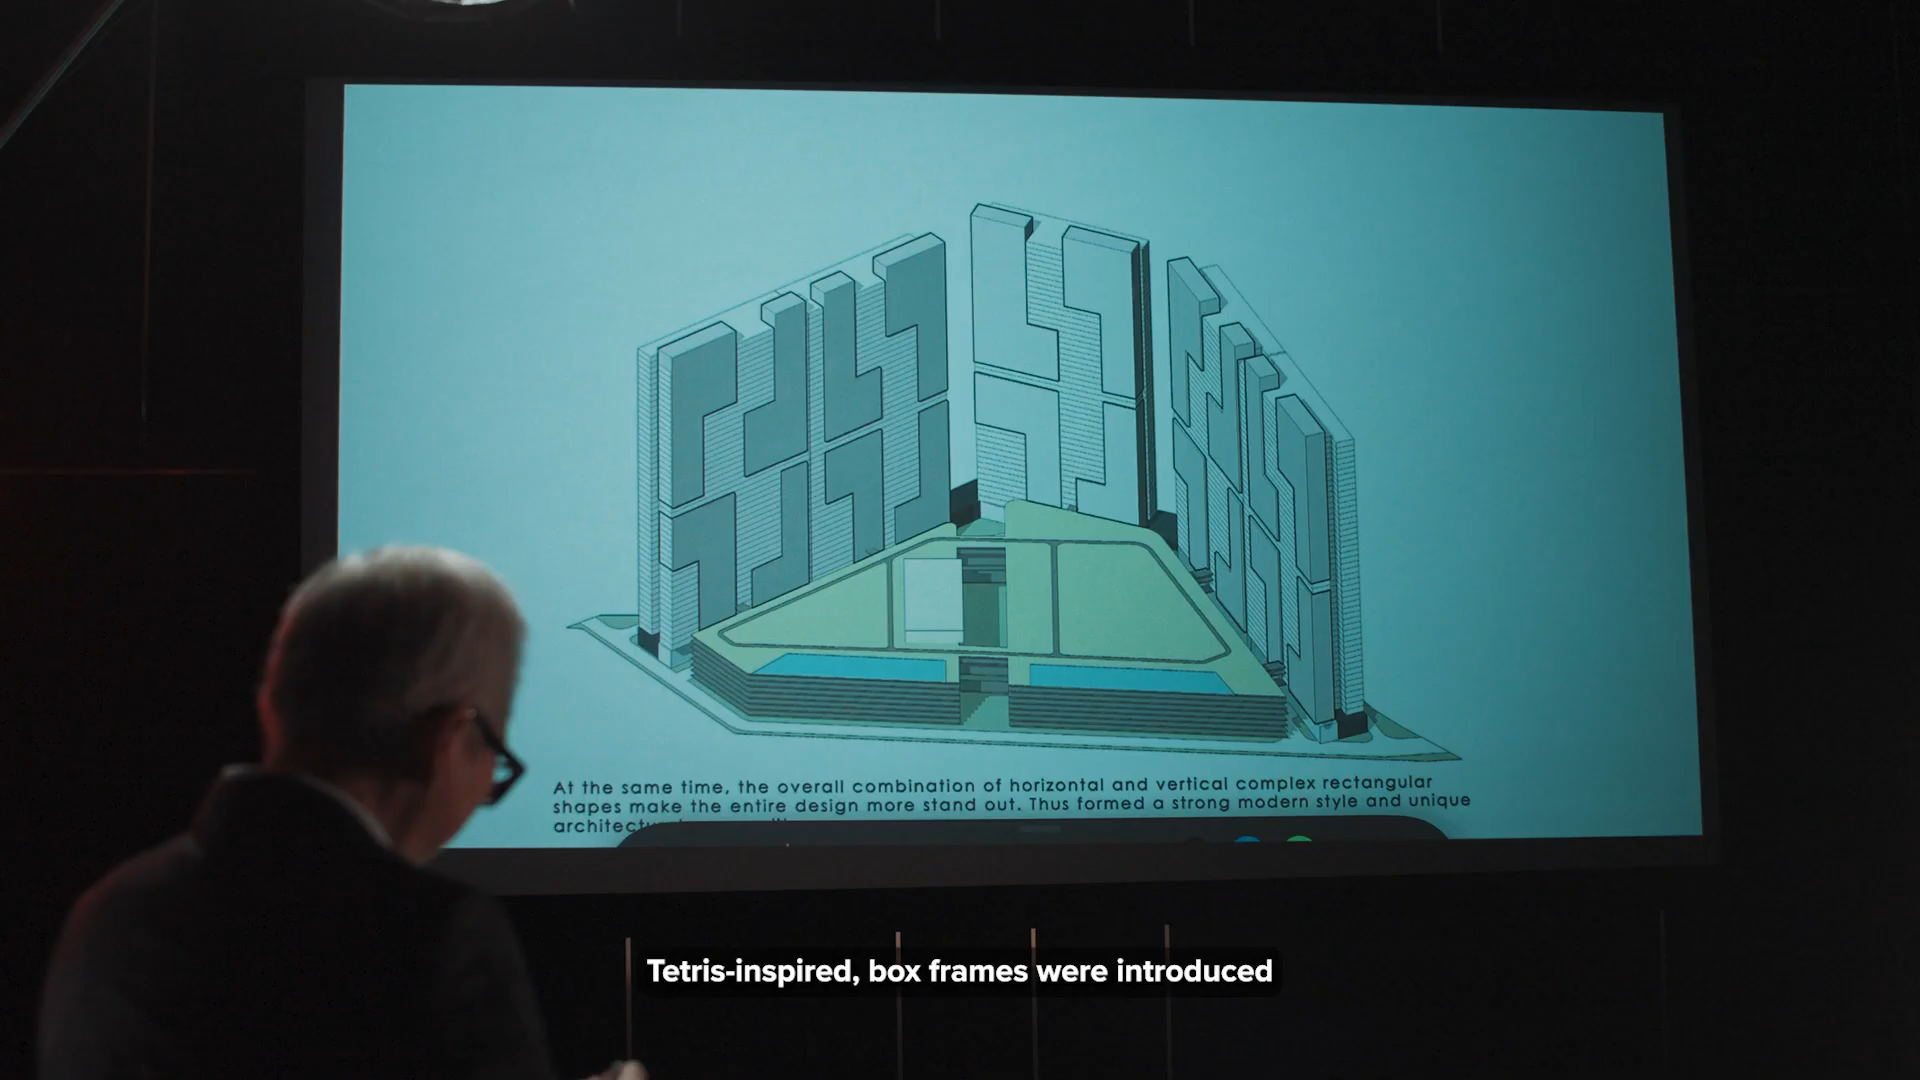 At the same time, the overall combination of horizontal and vertical complex rectangular
shapes make the entire design more stand out. Thus formed a strong modern style and unique
Tetris-inspired, box frames were introduced